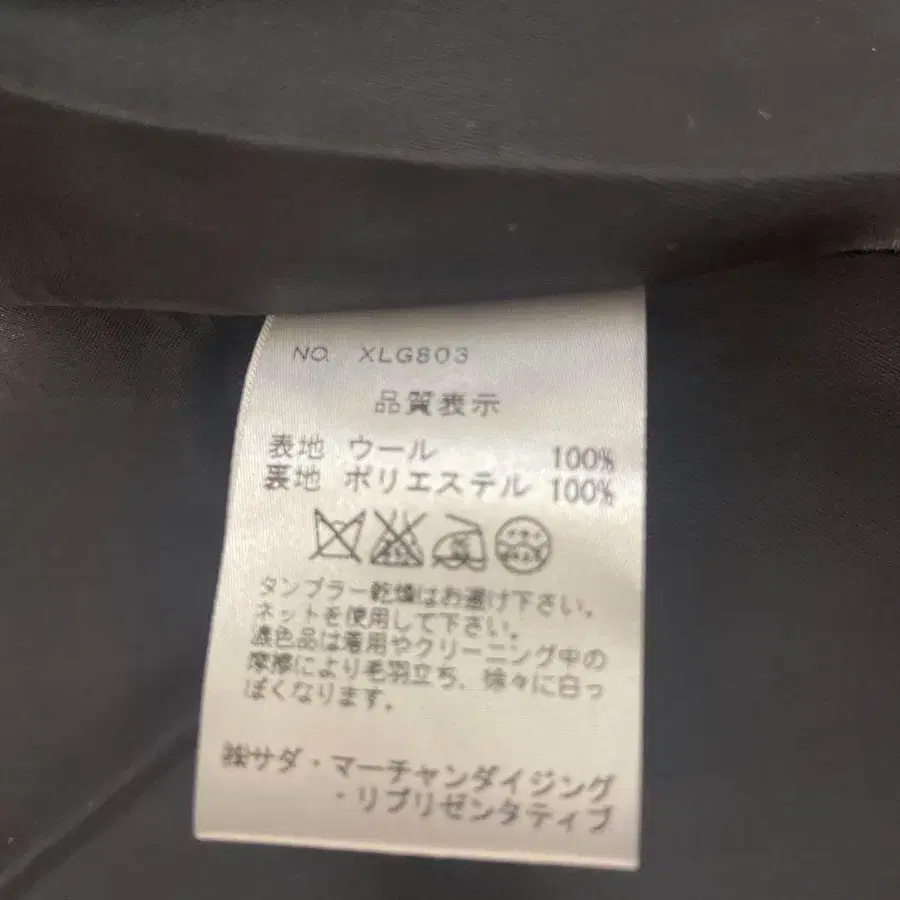 NO. XLG803
品質表示
表地 ウール 100%
裏地 ポリエステル 100%
タンブラー乾燥はお避け下さい。
ネットを使用して下さい。
濃色品は着用やクリーニング中の
摩擦により毛羽立ち、徐々に白っ
ぽくなります。
㈱サダ・マーチャンダイジング
・リプリゼンタティブ